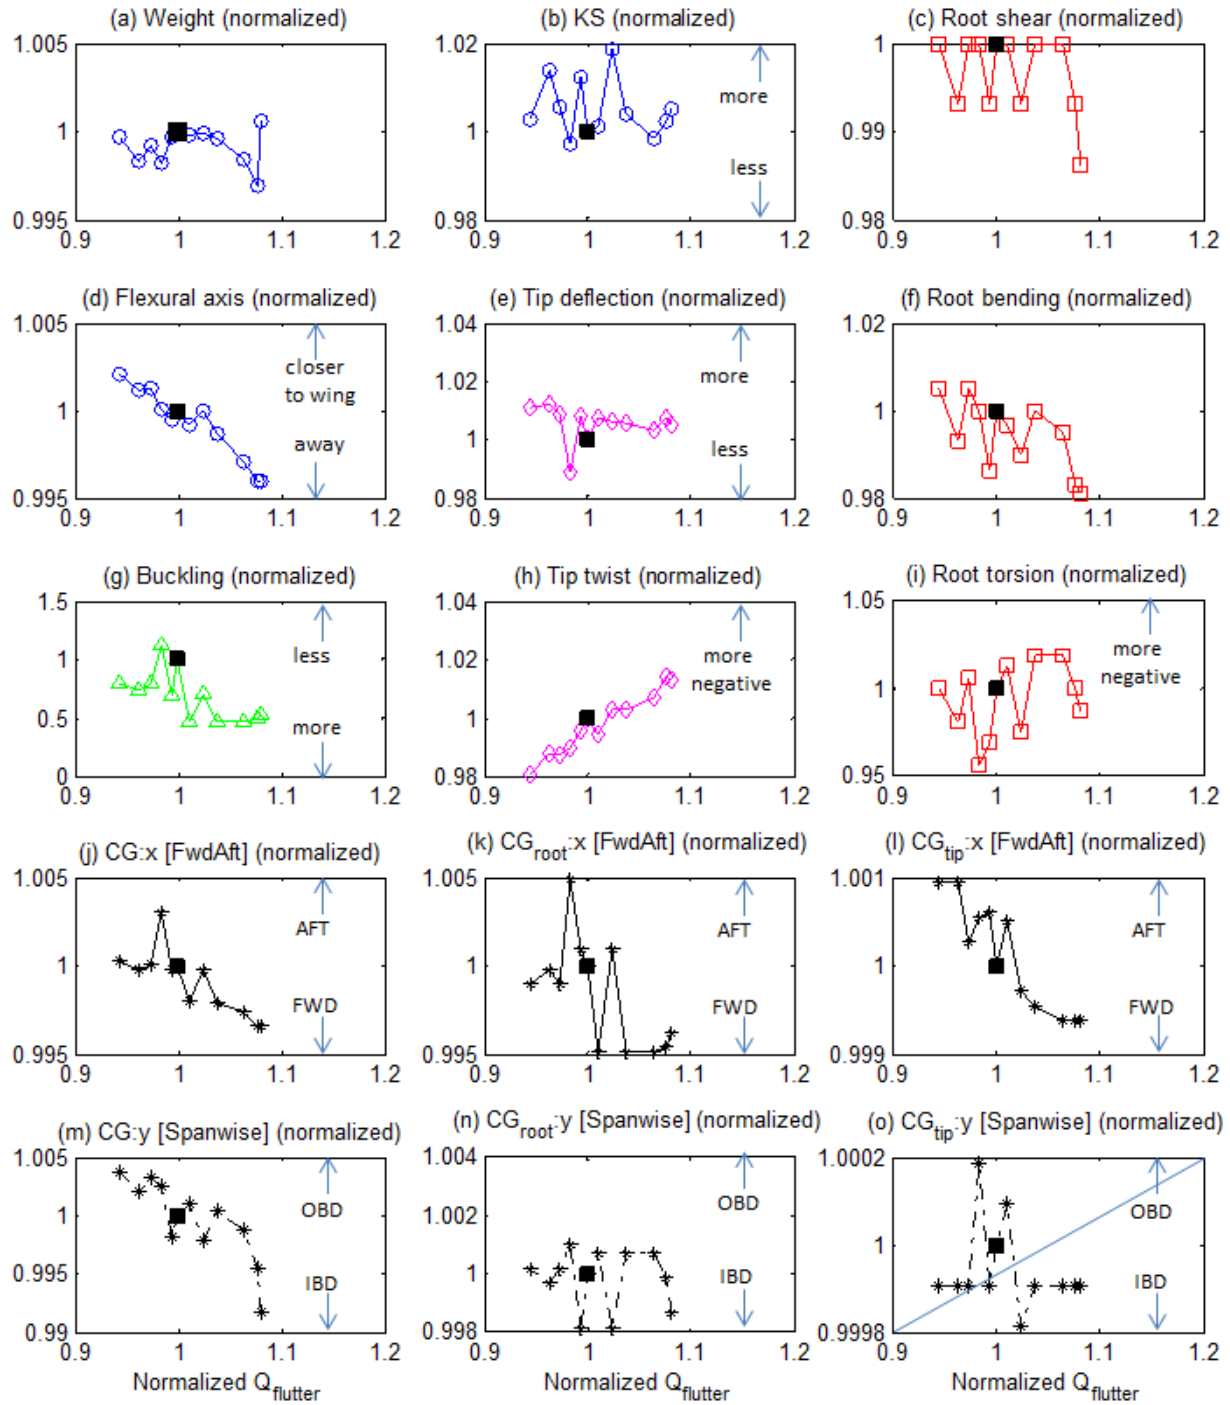 (a) Weight (normalized)
1.005
1
0.995
0.9 1 1.1 1.2
(b) KS (normalized)
1.02
1
0.98
more
less
0.9 1 1.1 1.2
(c) Root shear (normalized)
1
0.99
0.98
0.9 1 1.1 1.2
(d) Flexural axis (normalized)
1.005
1
0.995
closer
to wing
away
0.9 1 1.1 1.2
(e) Tip deflection (normalized)
1.04
1.02
1
0.98
more
less
0.9 1 1.1 1.2
(f) Root bending (normalized)
1.02
1
0.98
0.9 1 1.1 1.2
(g) Buckling (normalized)
1.5
1
0.5
0
less
more
0.9 1 1.1 1.2
(h) Tip twist (normalized)
1.04
1.02
1
0.98
more
negative
0.9 1 1.1 1.2
(i) Root torsion (normalized)
1.05
1
0.95
more
negative
0.9 1 1.1 1.2
(j) CG:x [FwdAft] (normalized)
1.005
1
0.995
AFT
FWD
0.9 1 1.1 1.2
(k) CGroot:x [FwdAft] (normalized)
1.005
1
0.995
AFT
FWD
0.9 1 1.1 1.2
(l) CGtip:x [FwdAft] (normalized)
1.001
1
0.999
AFT
FWD
0.9 1 1.1 1.2
(m) CG:y [Spanwise] (normalized)
1.005
1
0.995
0.99
OBD
IBD
0.9 1 1.1 1.2
Normalized Qflutter
(n) CGroot:y [Spanwise] (normalized)
1.004
1.002
1
0.998
OBD
IBD
0.9 1 1.1 1.2
Normalized Qflutter
(o) CGtip:y [Spanwise] (normalized)
1.0002
1
0.9998
OBD
IBD
0.9 1 1.1 1.2
Normalized Qflutter